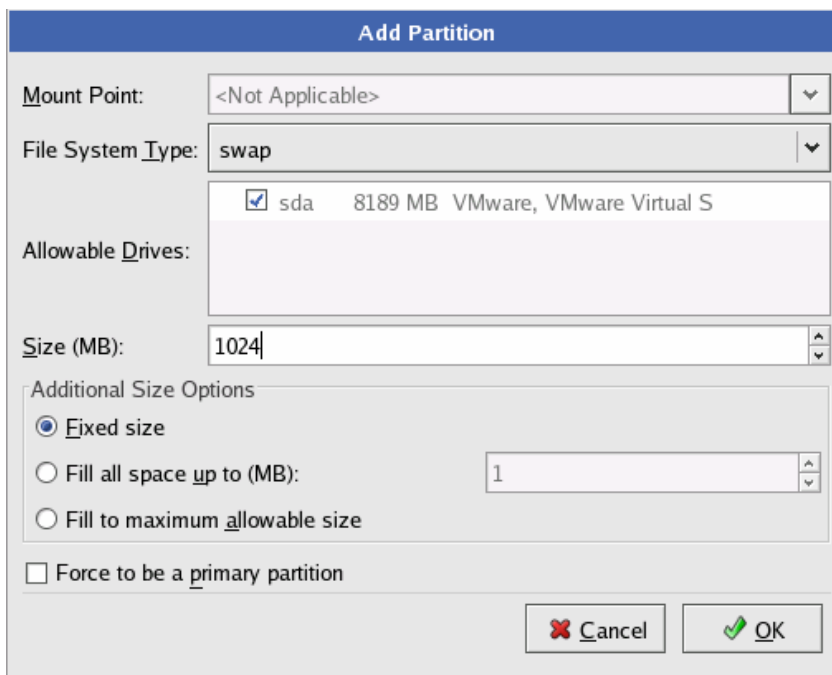 Add Partition
Mount Point: <Not Applicable>
File System Type: swap
sda 8189 MB VMware, VMware Virtual S
Allowable Drives:
Size (MB): 1024
Additional Size Options
Fixed size
Fill all space up to (MB): 1
Fill to maximum allowable size
Force to be a primary partition
Cancel OK